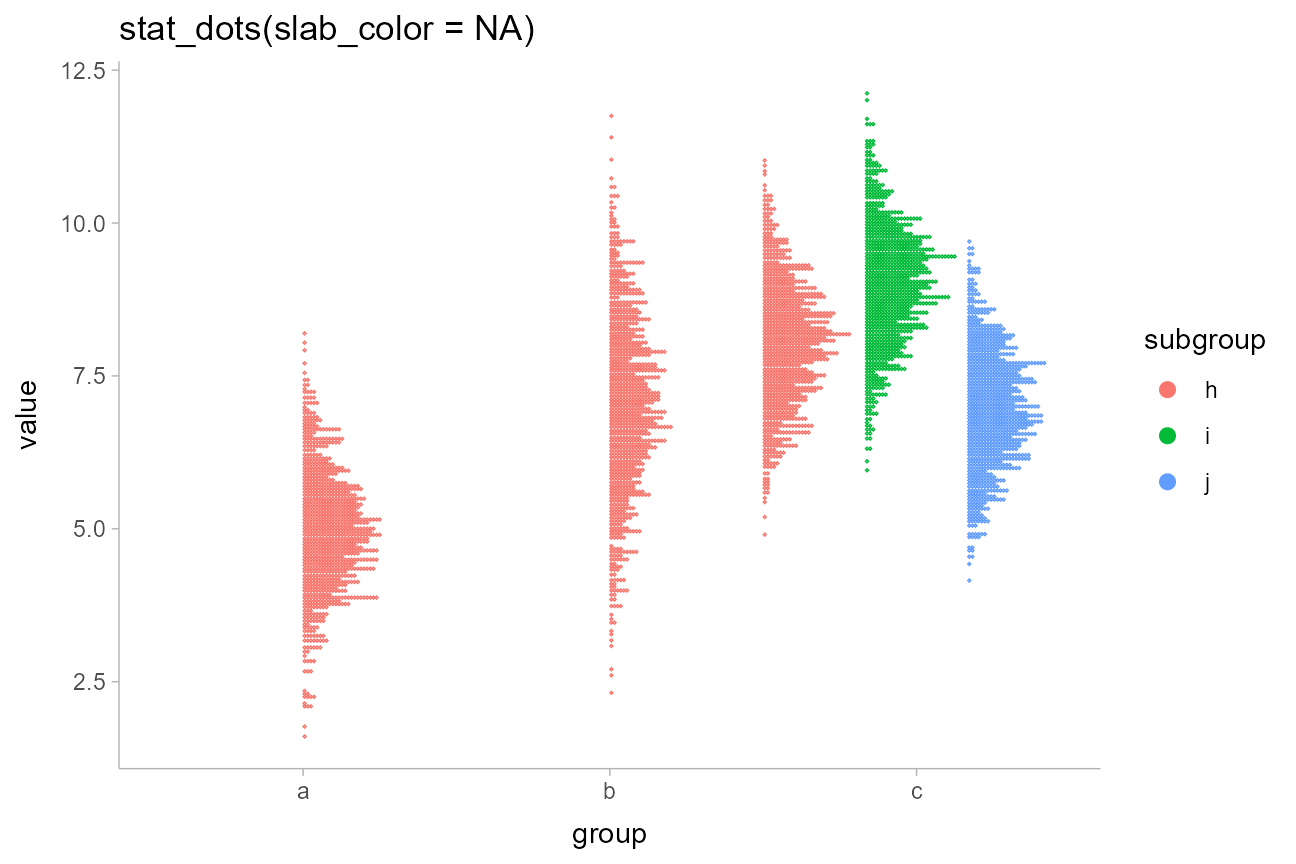 stat_dots(slab_color = NA)
12.5
10.0
7.5
5.0
2.5
value
a
b
c
group
subgroup
h
i
j